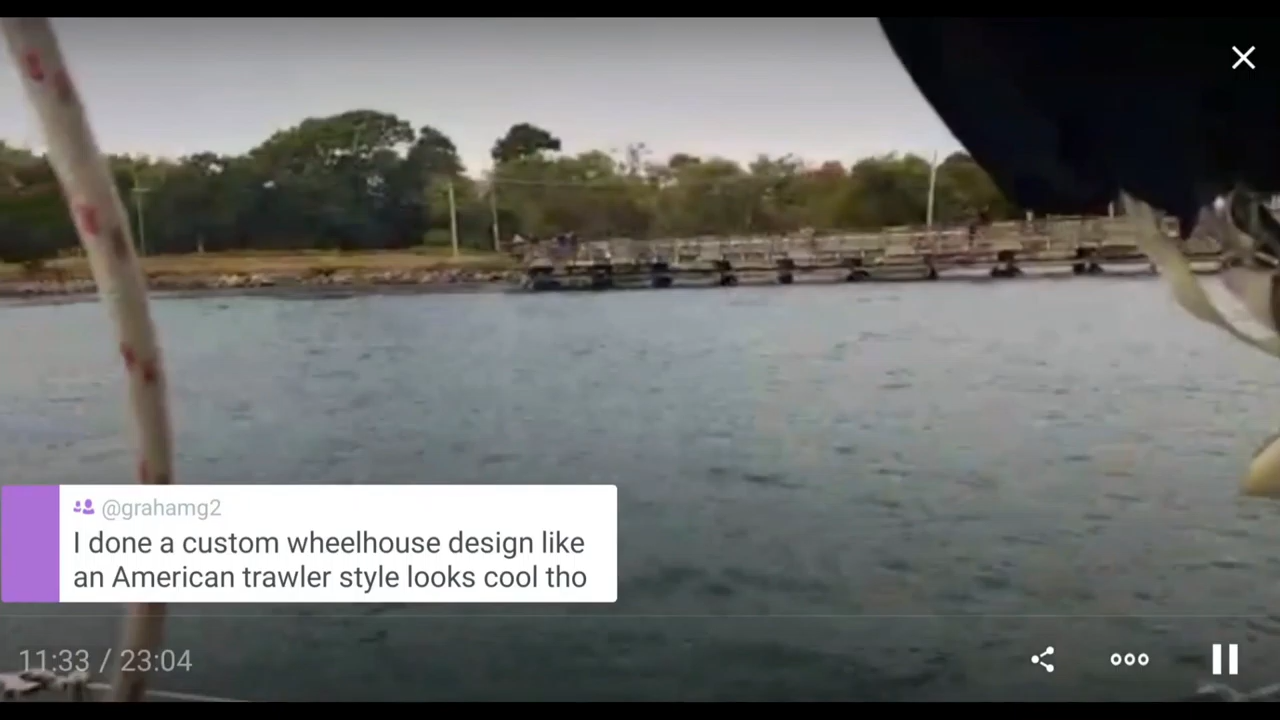 @grahamg2
I done a custom wheelhouse design like
an American trawler style looks cool tho
11:33 / 23:04